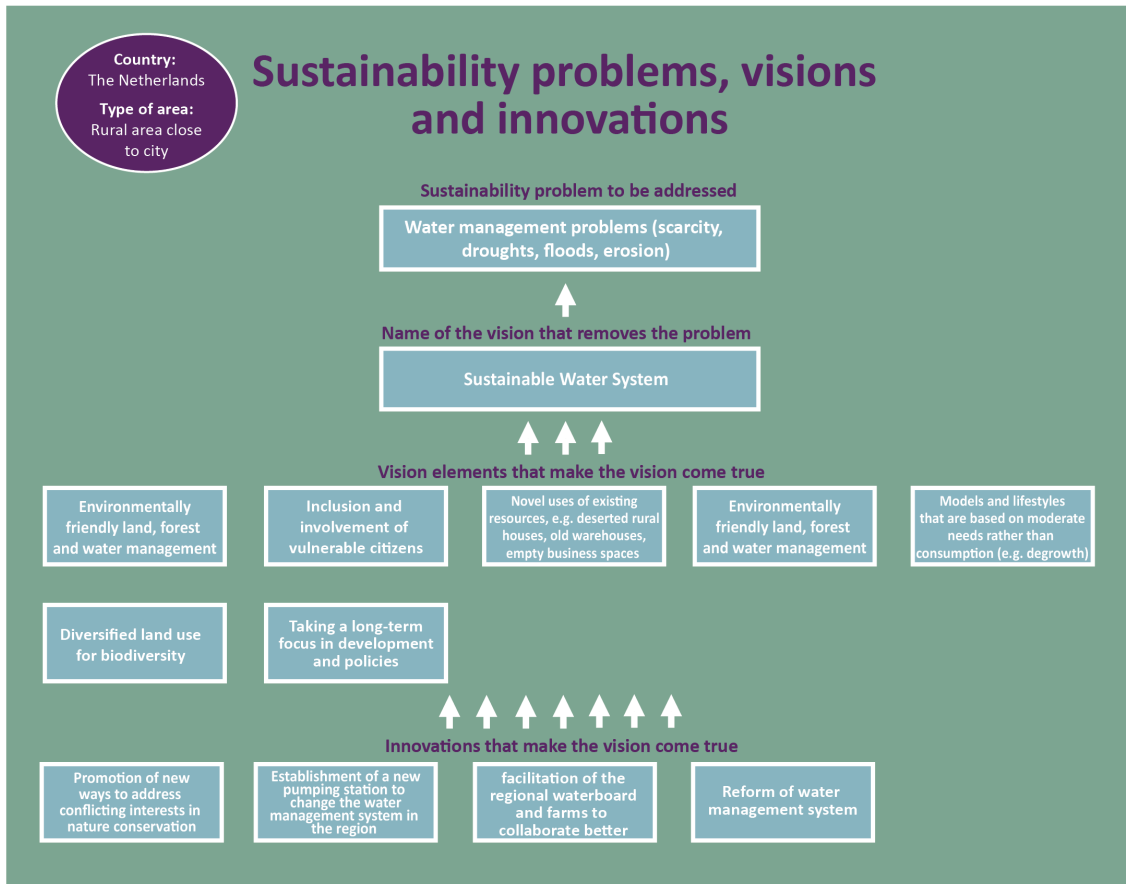 Country:
The Netherlands
Type of area:
Rural area close
to city
Sustainability problems, visions
and innovations
Sustainability problem to be addressed
Water management problems (scarcity,
droughts, floods, erosion)
Name of the vision that removes the problem
Sustainable Water System
Vision elements that make the vision come true
Environmentally
friendly land, forest
and water management
Inclusion and
involvement of
vulnerable citizens
Novel uses of existing
resources, e.g. deserted rural
houses, old warehouses,
empty business spaces
Environmentally
friendly land, forest
and water management
Models and lifestyles
that are based on moderate
needs rather than
consumption (e.g. degrowth)
Diversified land use
for biodiversity
Taking a long-term
focus in development
and policies
Innovations that make the vision come true
Promotion of new
ways to address
conflicting interests in
nature conservation
Establishment of a new
pumping station to
change the water
management system in
the region
facilitation of the
regional waterboard
and farms to
collaborate better
Reform of water
management system